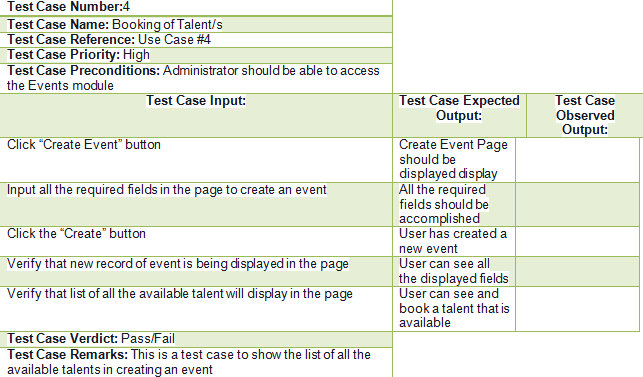 Test Case Number:4
Test Case Name: Booking of Talent/s
Test Case Reference: Use Case #4
Test Case Priority: High
Test Case Preconditions: Administrator should be able to access
the Events module
Test Case Input:
Test Case Expected
Output:
Test Case
Observed
Output:
Click “Create Event” button
Create Event Page
should be
displayed display
Input all the required fields in the page to create an event
All the required
fields should be
accomplished
Click the “Create” button
User has created a
new event
Verify that new record of event is being displayed in the page
User can see all
the displayed fields
Verify that list of all the available talent will display in the page
User can see and
book a talent that is
available
Test Case Verdict: Pass/Fail
Test Case Remarks: This is a test case to show the list of all the
available talents in creating an event